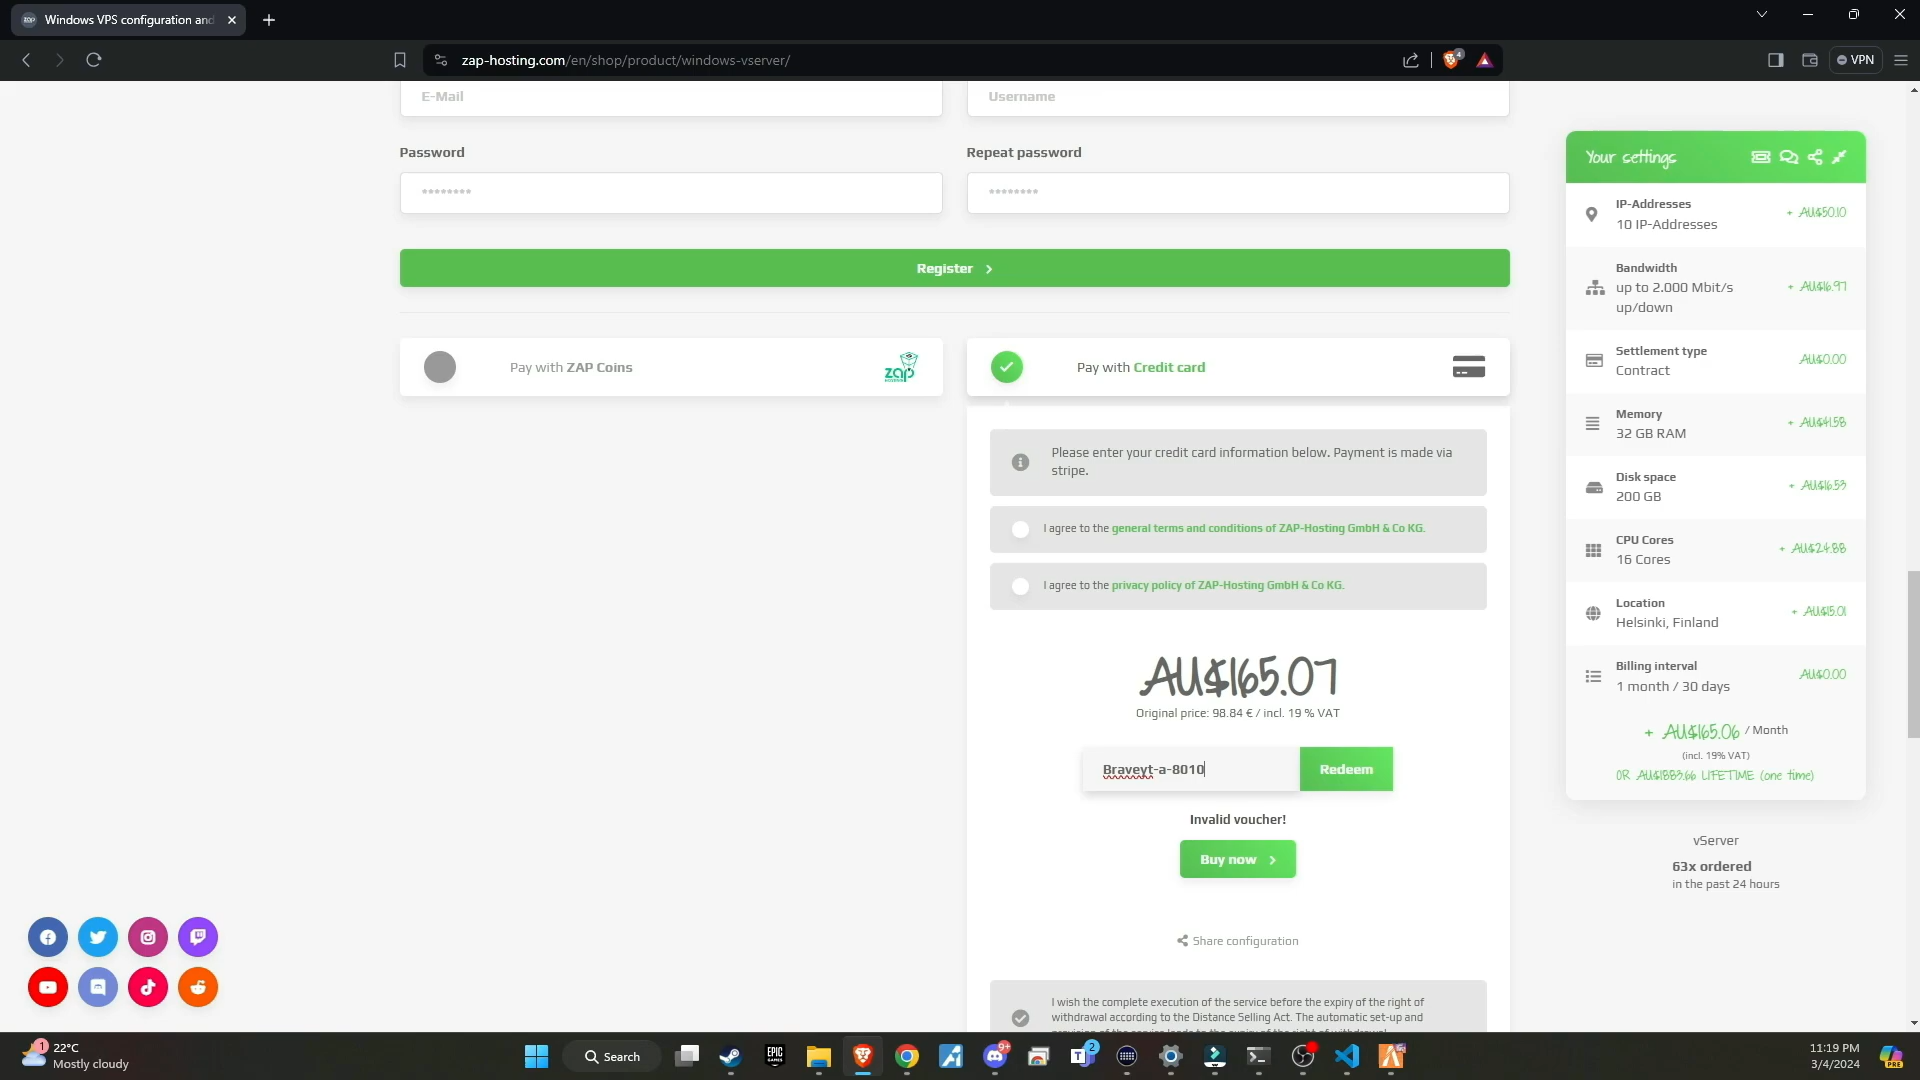 Windows VPS configuration and
zap-hosting.com/en/shop/product/windows-vserver/
4
VPN
E-Mail
Username
Password
Repeat password
********
********
Register
Pay with ZAP Coins
zap
Pay with Credit card
Please enter your credit card information below. Payment is made via
stripe.
I agree to the general terms and conditions of ZAP-Hosting GmbH & Co KG.
I agree to the privacy policy of ZAP-Hosting GmbH & Co KG.
AU$165.07
Original price: 98.84 € / incl. 19 % VAT
Braveyt-a-8010
Redeem
Invalid voucher!
Buy now
Share configuration
I wish the complete execution of the service before the expiry of the right of
withdrawal according to the Distance Selling Act. The automatic set-up and
Your settings
IP-Addresses
10 IP-Addresses
+ AU$50.10
Bandwidth
up to 2.000 Mbit/s
up/down
+ AU$16.97
Settlement type
Contract
AU$0.00
Memory
32 GB RAM
+ AU$41.58
Disk space
200 GB
+ AU$16.53
CPU Cores
16 Cores
+ AU$24.88
Location
Helsinki, Finland
+ AU$15.01
Billing interval
1 month / 30 days
AU$0.00
+ AU$165.06 / Month
(incl. 19% VAT)
OR AU$1883.66 LIFETIME (one time)
vServer
63x ordered
in the past 24 hours
1
22°C
Mostly cloudy
Search
EPIC
GAMES
9+
T
2
11:19 PM
3/4/2024
PRE